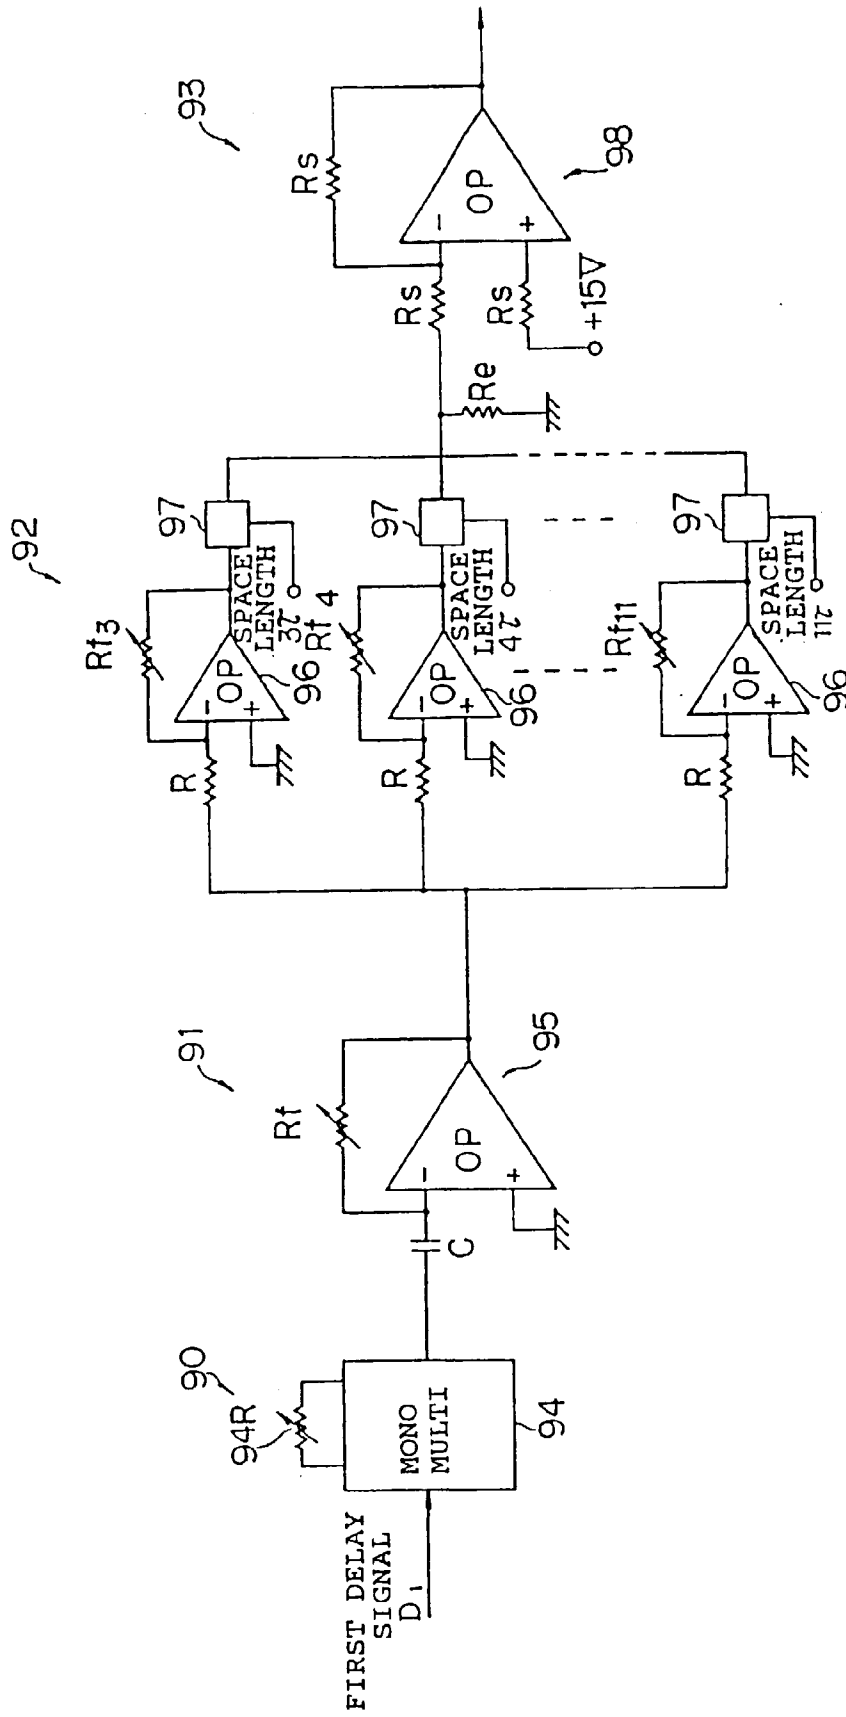 FIRST DELAY
SIGNAL
D1
90
94R
MONO
MULTI
94
C
91
Rf
−
OP
+
95
92
R
Rf3
−
OP
+
96
97
SPACE
LENGTH
3τ
R
Rf4
−
OP
+
96
97
SPACE
LENGTH
4τ
R
Rf11
−
OP
+
96
97
SPACE
LENGTH
11τ
Re
93
Rs
Rs
−
OP
+
Rs
+15V
98